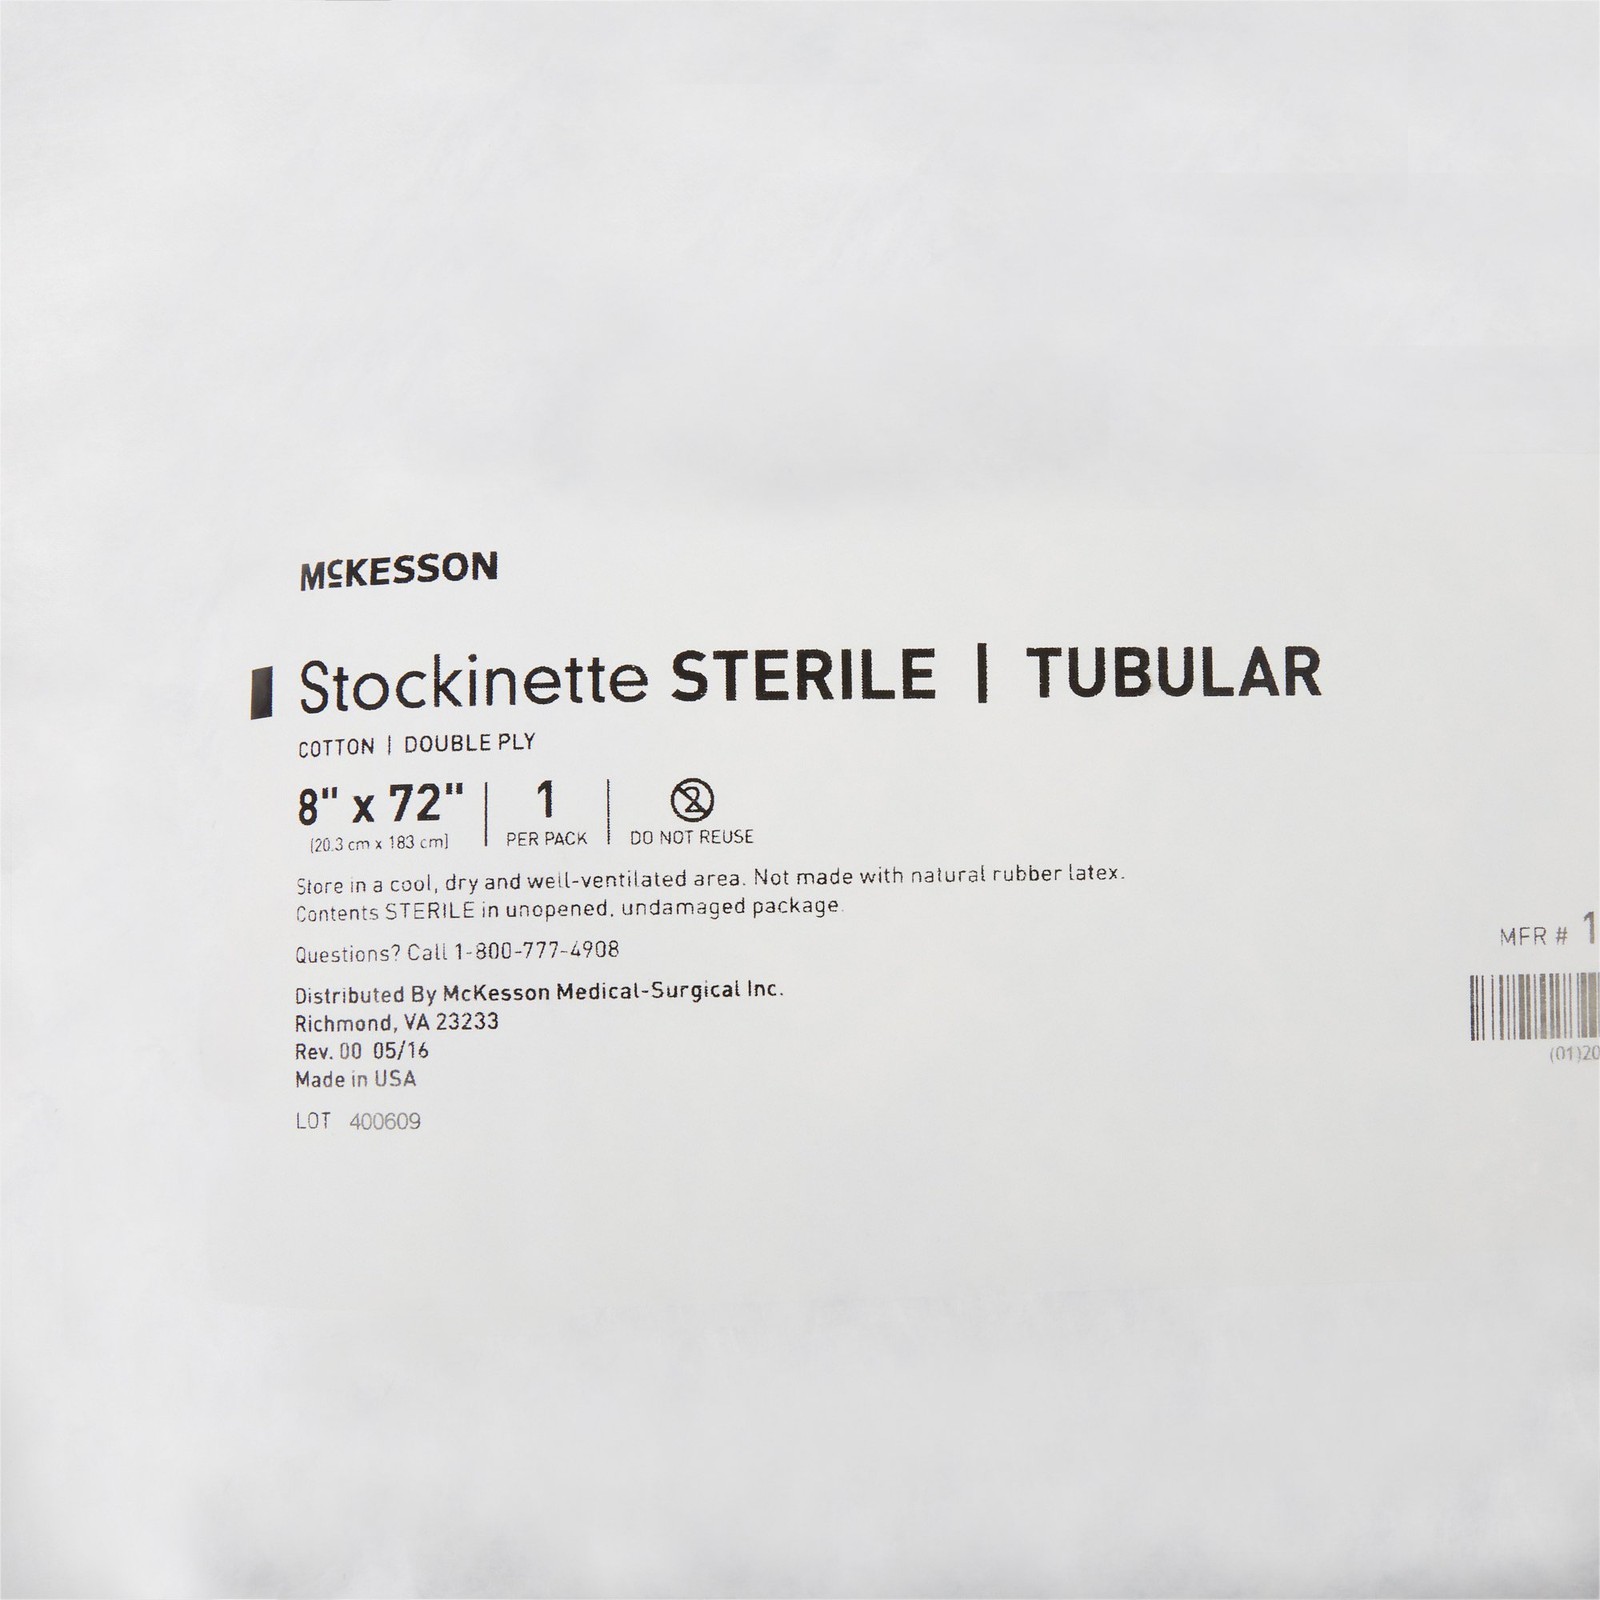 McKESSON
Stockinette STERILE | TUBULAR
COTTON | DOUBLE PLY
8" x 72" | 1 | 
(20.3 cm x 183 cm) PER PACK DO NOT REUSE
Store in a cool, dry and well-ventilated area. Not made with natural rubber latex.
Contents STERILE in unopened, undamaged package.
Questions? Call 1-800-777-4908
Distributed By McKesson Medical-Surgical Inc.
Richmond, VA 23233
Rev. 00 05/16
Made in USA
LOT 400609
MFR # 1
(01)20